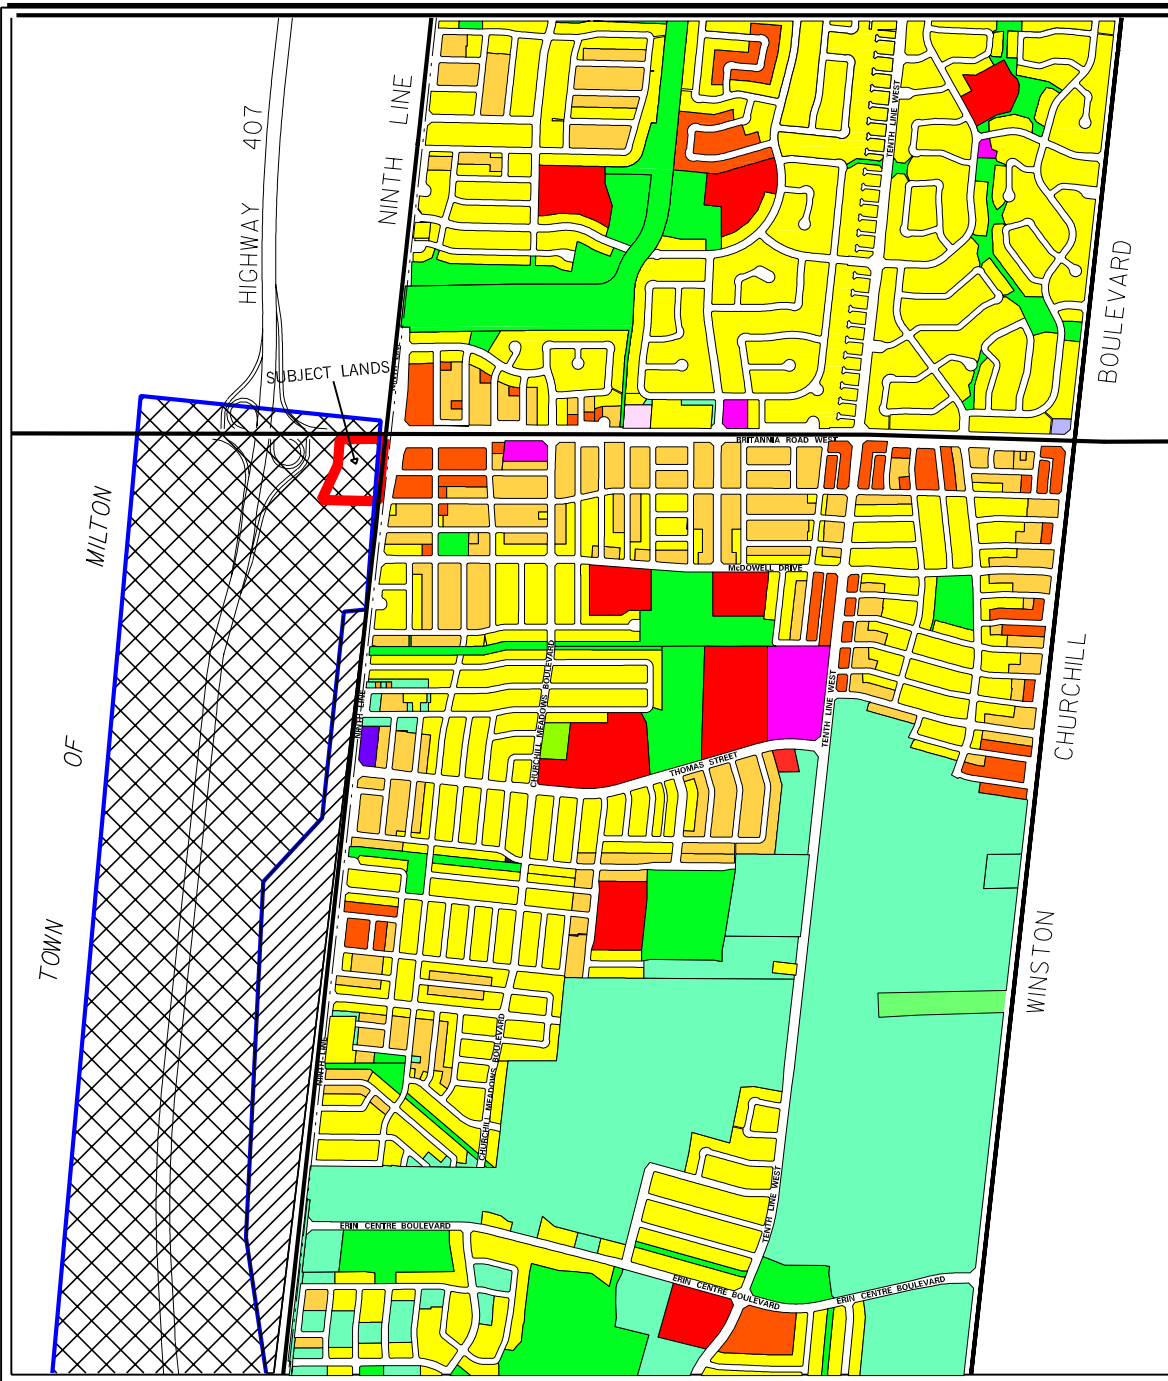 HIGHWAY 407
NINTH LINE
TENTH LINE WEST
BOULEVARD
SUBJECT LANDS
BRITANNIA ROAD WEST
MILTON
McDOWELL DRIVE
CHURCHILL
CHURCHILL MEADOWS BOULEVARD
TENTH LINE WEST
NINTH LINE
OF
THOMAS STREET
TOWN
WINSTON
NINTH LINE
CHURCHILL MEADOWS BOULEVARD
TENTH LINE WEST
ERIN CENTRE BOULEVARD
ERIN CENTRE BOULEVARD
ERIN CENTRE BOULEVARD